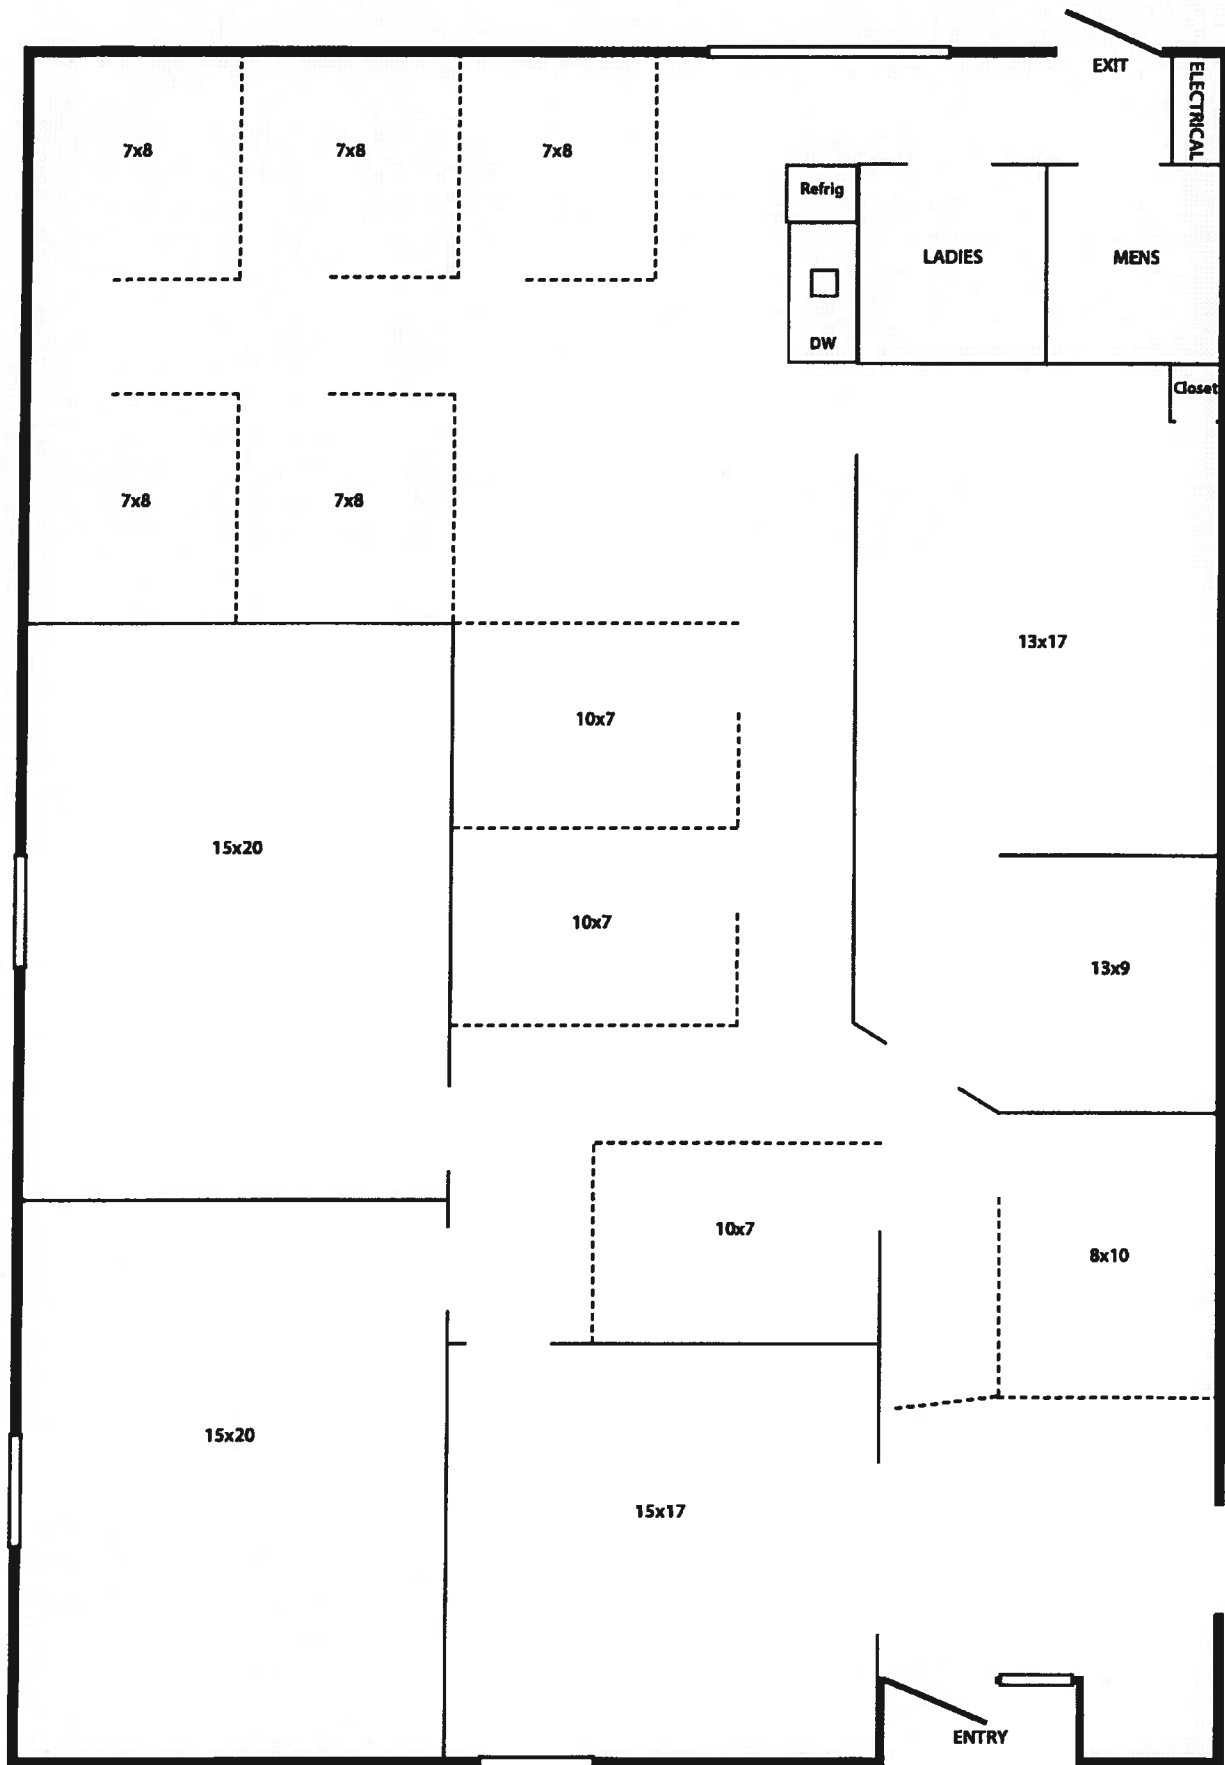 EXIT
ELECTRICAL
7x8
7x8
7x8
Refrig
LADIES
MENS
DW
Closet
7x8
7x8
13x17
10x7
15x20
10x7
13x9
10x7
8x10
15x20
15x17
ENTRY